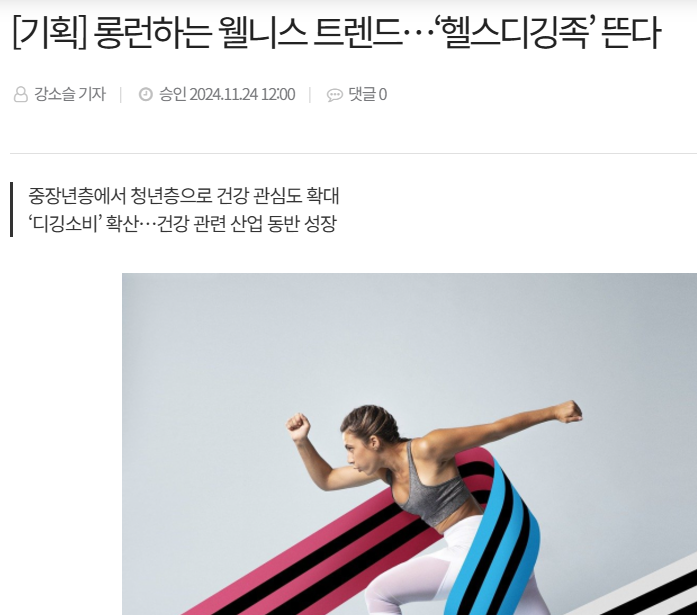 [기획] 롱런하는 웰니스 트렌드…‘헬스디깅족’ 뜬다
강소슬 기자 | 승인 2024.11.24 12:00 | 댓글 0
중장년층에서 청년층으로 건강 관심도 확대
‘디깅소비’ 확산…건강 관련 산업 동반 성장